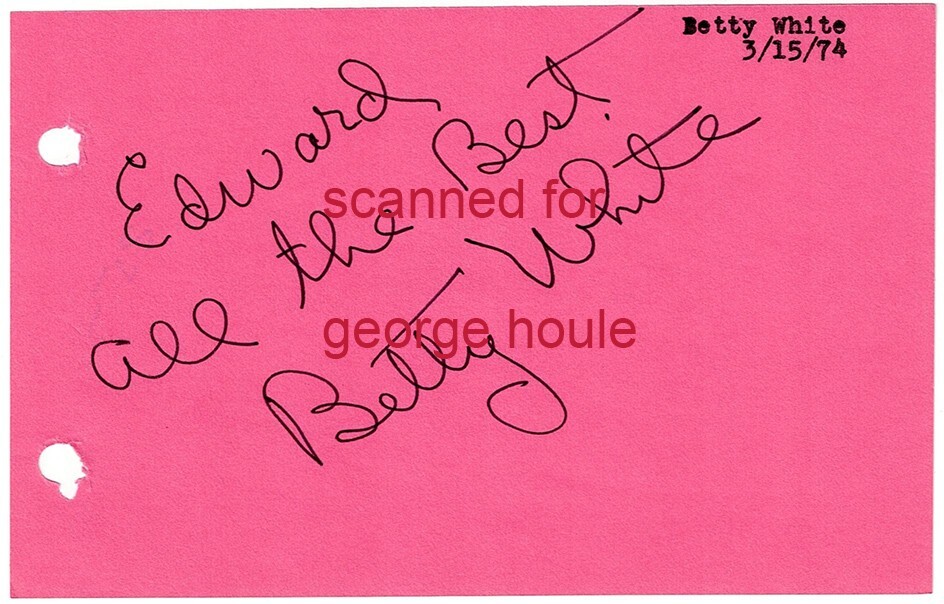 Betty White
3/15/74
Edward
all the Best.
Betty White
scanned for
george houle